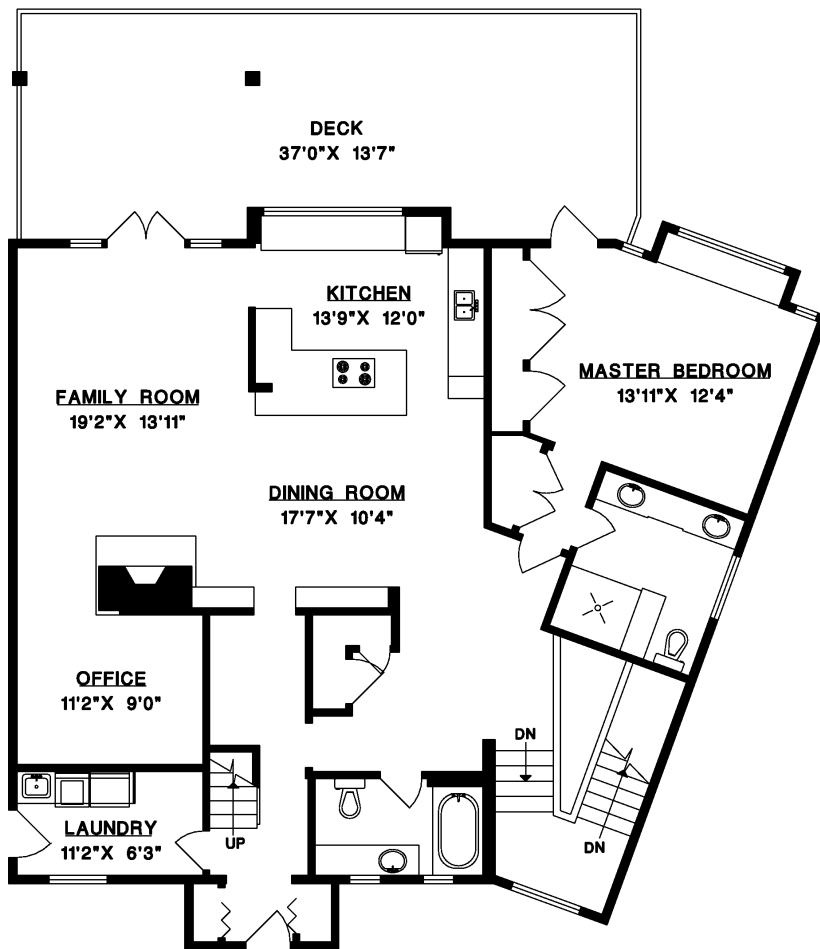 DECK
37'0"X 13'7"
KITCHEN
13'9"X 12'0"
MASTER BEDROOM
13'11"X 12'4"
FAMILY ROOM
19'2"X 13'11"
DINING ROOM
17'7"X 10'4"
OFFICE
11'2"X 9'0"
DN
LAUNDRY
11'2"X 6'3"
UP
DN